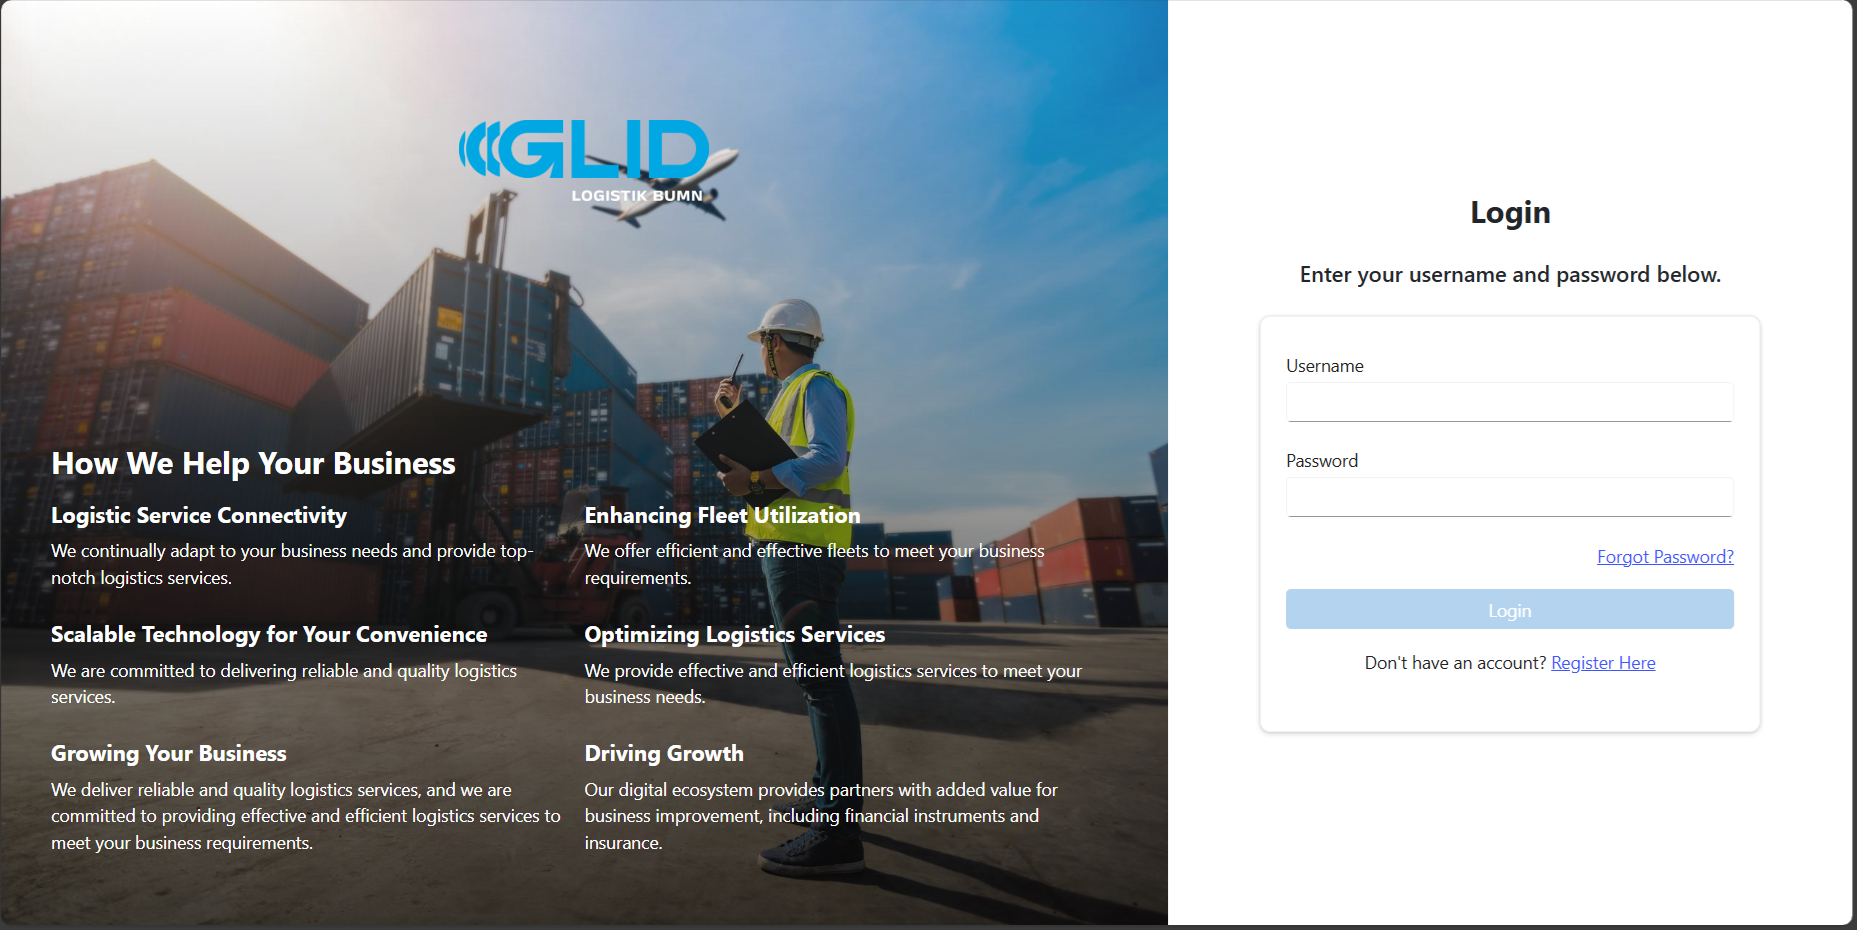 GLID
LOGISTIK BUMN
How We Help Your Business
Logistic Service Connectivity
We continually adapt to your business needs and provide top-
notch logistics services.
Enhancing Fleet Utilization
We offer efficient and effective fleets to meet your business
requirements.
Scalable Technology for Your Convenience
We are committed to delivering reliable and quality logistics
services.
Optimizing Logistics Services
We provide effective and efficient logistics services to meet your
business needs.
Growing Your Business
We deliver reliable and quality logistics services, and we are
committed to providing effective and efficient logistics services to
meet your business requirements.
Driving Growth
Our digital ecosystem provides partners with added value for
business improvement, including financial instruments and
insurance.
Login
Enter your username and password below.
Username
Password
Forgot Password?
Login
Don't have an account? Register Here